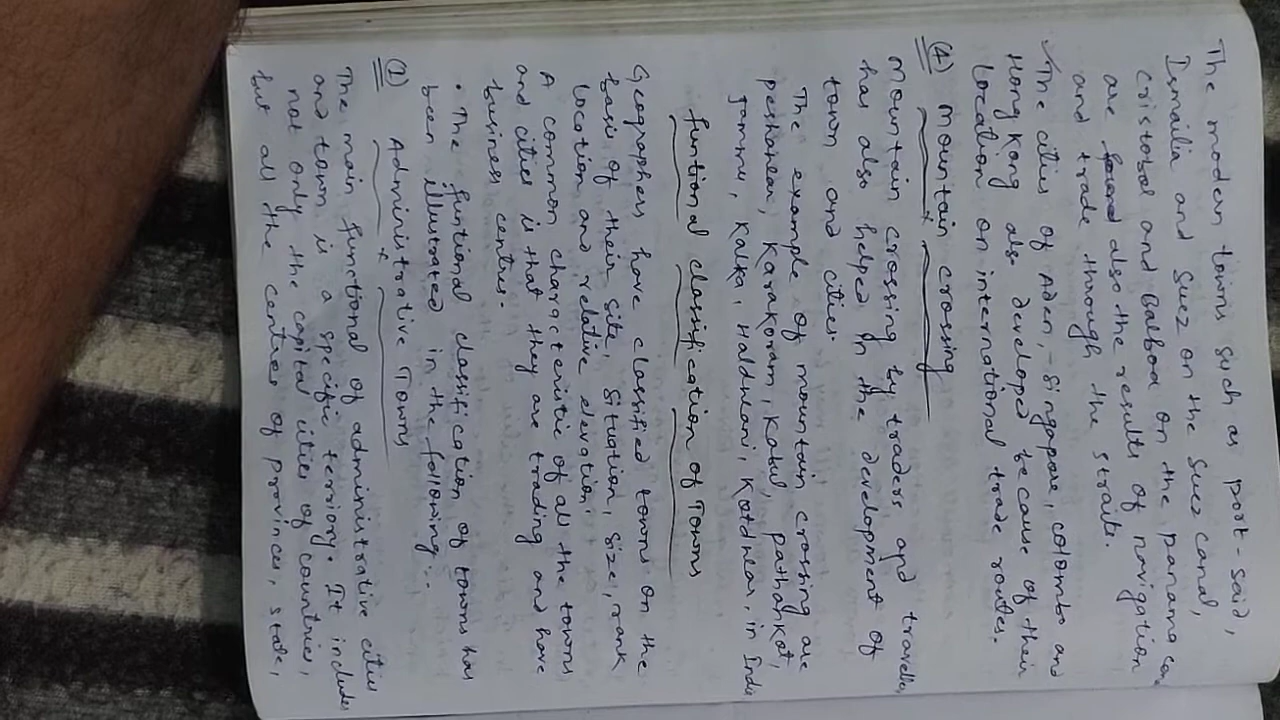 The modern towns such as port-said,
Ismailia and Suez on the Suez canal,
cristobal and Balboa on the panama
are also the results of navigation
and trade through the straits.
✓ The cities of Aden, Singapore, colombo and
Hong Kong also developed because of their
location on international trade routes.
(4) mountain crossing
mountain crossing by traders and traveller,
has also helped in the development of
town and cities.
The example of mountain crossing are
peshawar, Karakoram, Kabul, pathankot,
Jammu, Kalka, Haldwani, Kotdwar, in
funtional classification of Towns
Geographers have classified towns on the
basis of their site, Situation, size, rank
location and relative elevation.
A common characteristic of all the towns
and cities is that they are trading and have
business centres.
• The funtional classification of towns has
been illustrated in the following...
(1) Administrative Towns
The main functional of administrative cities
and town is a specific terriony. It includes
not only the capital cities of countries,
but all the centres of provinces, state,